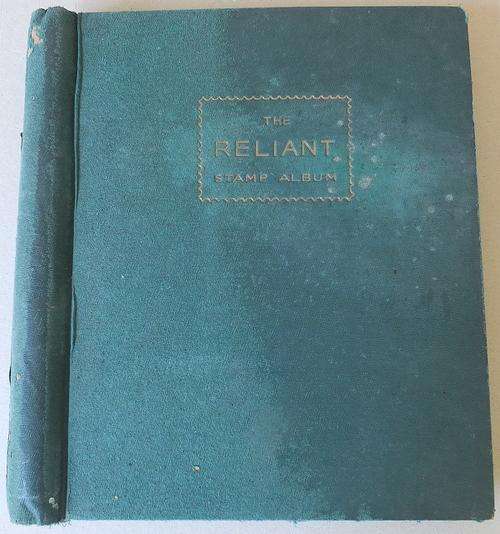 THE
RELIANT
STAMP ALBUM